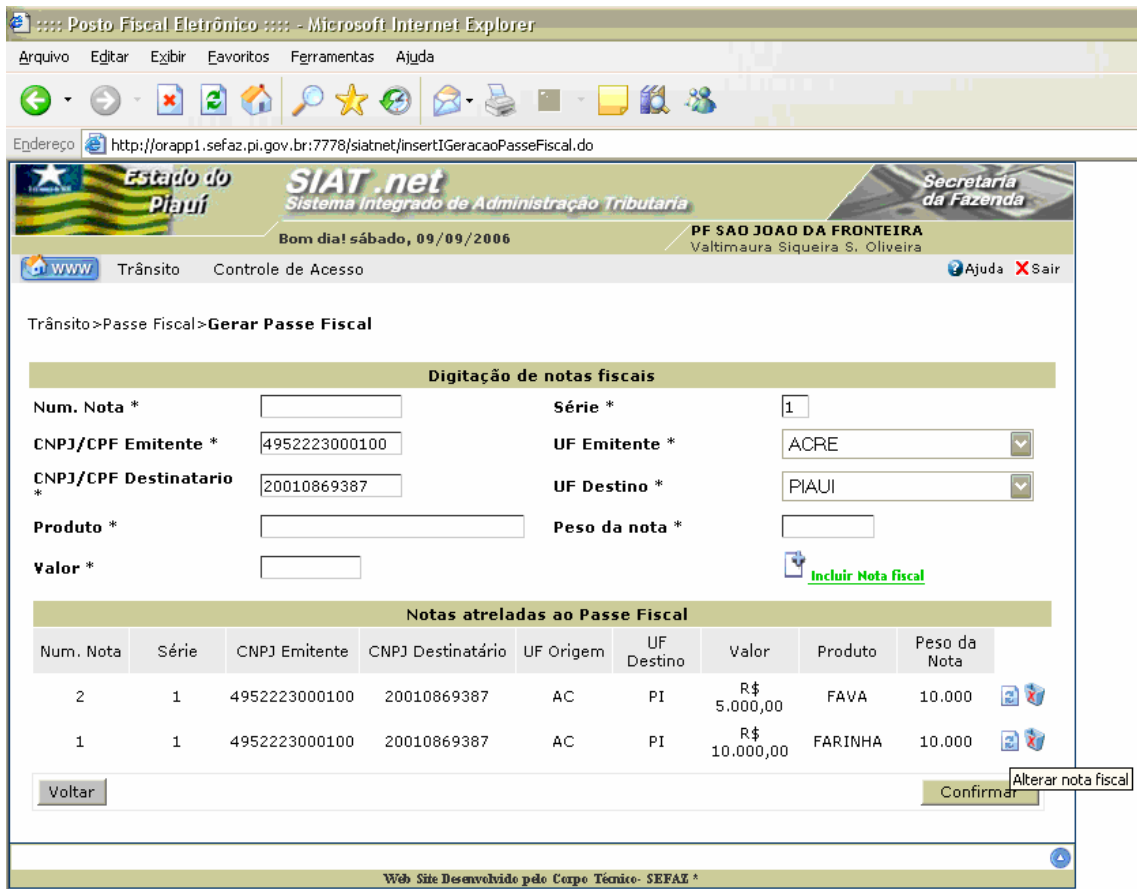 :::: Posto Fiscal Eletrônico :::: - Microsoft Internet Explorer
Arquivo Editar Exibir Favoritos Ferramentas Ajuda
Endereço http://orapp1.sefaz.pi.gov.br:7778/siatnet/insertIGeracaoPasseFiscal.do
Estado do Piauí
SIAT.net
Sistema Integrado de Administração Tributaria
Secretaria da Fazenda
Bom dia! sábado, 09/09/2006
PF SAO JOAO DA FRONTEIRA
Valtimaura Siqueira S. Oliveira
WWW Trânsito Controle de Acesso Ajuda Sair
Trânsito>Passe Fiscal>Gerar Passe Fiscal
Digitação de notas fiscais
Num. Nota * Série * 1
CNPJ/CPF Emitente * 4952223000100 UF Emitente * ACRE
CNPJ/CPF Destinatario * 20010869387 UF Destino * PIAUI
Produto * Peso da nota *
Valor * Incluir Nota fiscal
Notas atreladas ao Passe Fiscal
Num. Nota Série CNPJ Emitente CNPJ Destinatário UF Origem UF Destino Valor Produto Peso da Nota
2 1 4952223000100 20010869387 AC PI R$ 5.000,00 FAVA 10.000
1 1 4952223000100 20010869387 AC PI R$ 10.000,00 FARINHA 10.000
Voltar Confirmar
Alterar nota fiscal
Web Site Desenvolvido pelo Corpo Técnico- SEFAZ *